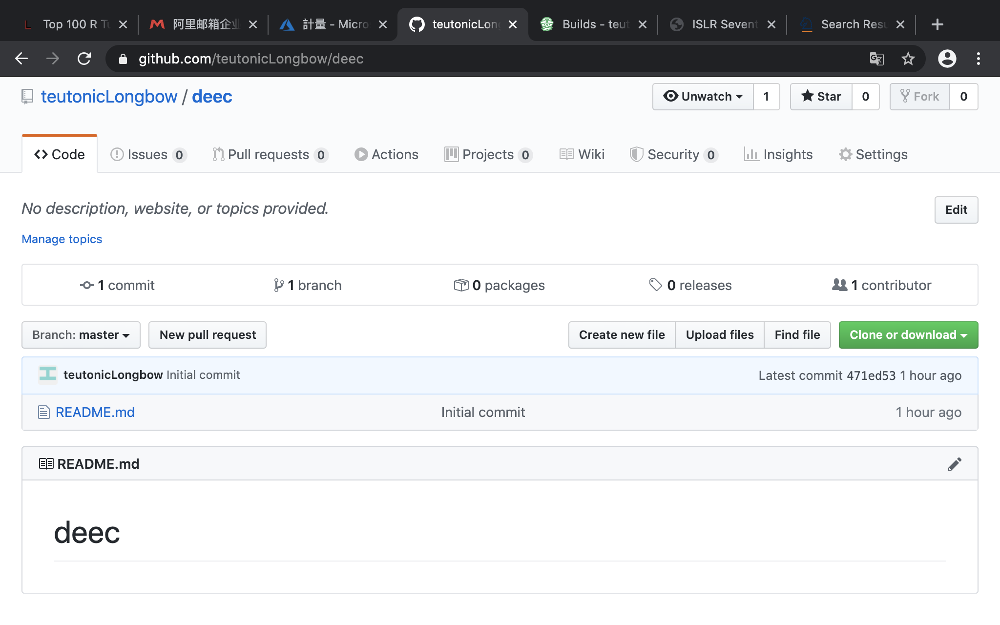 Top 100 R Tu
阿里邮箱企业
計量 - Micro
teutonicLong
Builds - teut
ISLR Sevent
Search Resu
github.com/teutonicLongbow/deec
teutonicLongbow / deec
Unwatch 1
Star 0
Fork 0
Code
Issues 0
Pull requests 0
Actions
Projects 0
Wiki
Security 0
Insights
Settings
No description, website, or topics provided.
Edit
Manage topics
1 commit
1 branch
0 packages
0 releases
1 contributor
Branch: master
New pull request
Create new file
Upload files
Find file
Clone or download
teutonicLongbow Initial commit
Latest commit 471ed53 1 hour ago
README.md
Initial commit
1 hour ago
README.md
deec